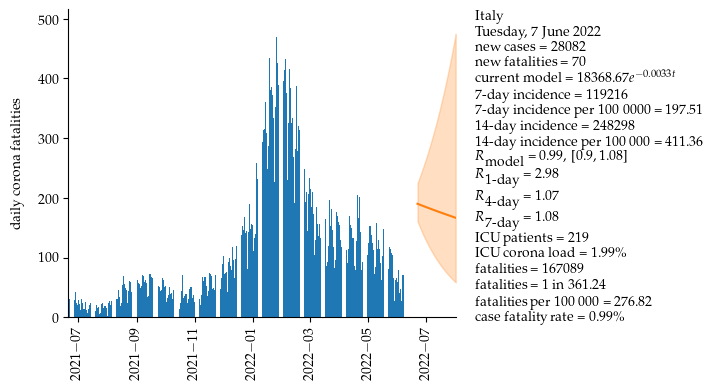 500
400
300
200
100
0
daily corona fatalities
2021−07
2021−09
2021−11
2022−01
2022−03
2022−05
2022−07
Italy
Tuesday, 7 June 2022
new cases = 28082
new fatalities = 70
current model = 18368.67e^{−0.0033t}
7-day incidence = 119216
7-day incidence per 100 0000 = 197.51
14-day incidence = 248298
14-day incidence per 100 000 = 411.36
R_model = 0.99, [0.9, 1.08]
R_1-day = 2.98
R_4-day = 1.07
R_7-day = 1.08
ICU patients = 219
ICU corona load = 1.99%
fatalities = 167089
fatalities = 1 in 361.24
fatalities per 100 000 = 276.82
case fatality rate = 0.99%